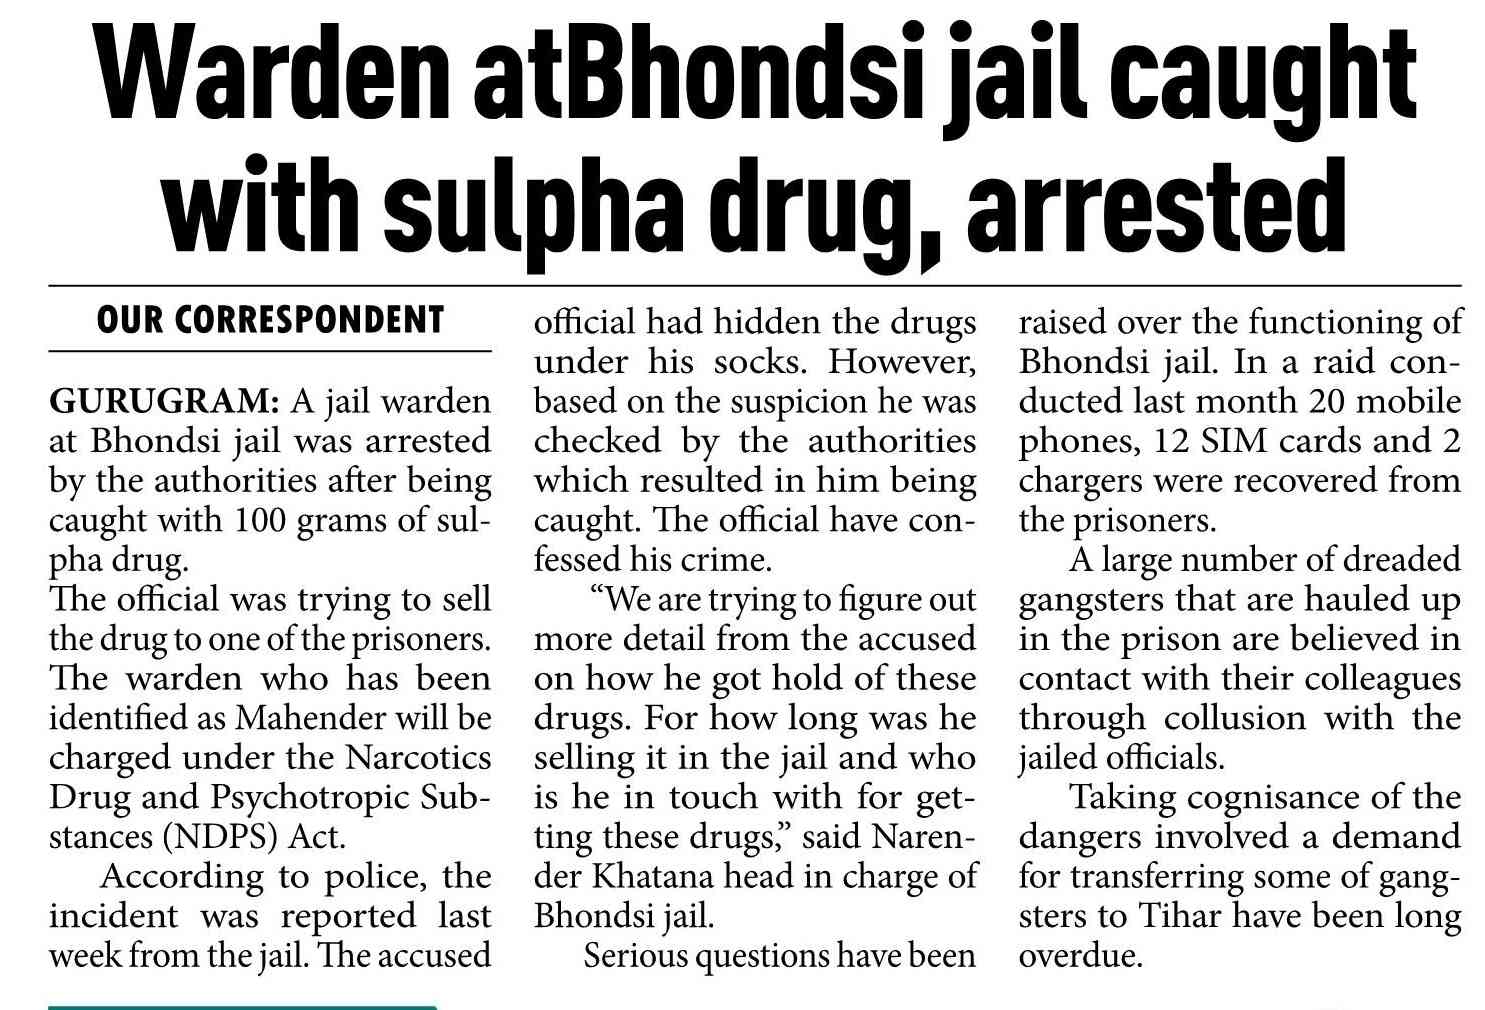 Warden atBhondsi jail caught
with sulpha drug, arrested
OUR CORRESPONDENT
GURUGRAM: A jail warden
at Bhondsi jail was arrested
by the authorities after being
caught with 100 grams of sul-
pha drug.
The official was trying to sell
the drug to one of the prisoners.
The warden who has been
identified as Mahender will be
charged under the Narcotics
Drug and Psychotropic Sub-
stances (NDPS) Act.
According to police, the
incident was reported last
week from the jail. The accused
official had hidden the drugs
under his socks. However,
based on the suspicion he was
checked by the authorities
which resulted in him being
caught. The official have con-
fessed his crime.
“We are trying to figure out
more detail from the accused
on how he got hold of these
drugs. For how long was he
selling it in the jail and who
is he in touch with for get-
ting these drugs,” said Naren-
der Khatana head in charge of
Bhondsi jail.
Serious questions have been
raised over the functioning of
Bhondsi jail. In a raid con-
ducted last month 20 mobile
phones, 12 SIM cards and 2
chargers were recovered from
the prisoners.
A large number of dreaded
gangsters that are hauled up
in the prison are believed in
contact with their colleagues
through collusion with the
jailed officials.
Taking cognisance of the
dangers involved a demand
for transferring some of gang-
sters to Tihar have been long
overdue.